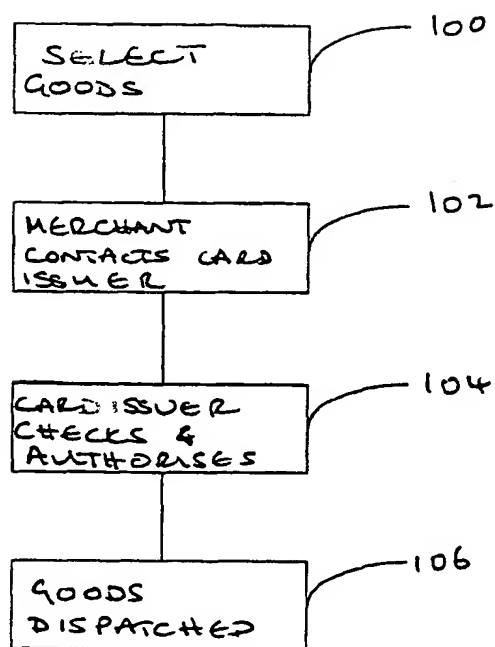 SELECT
GOODS
100
MERCHANT
CONTACTS CARD
ISSUER
102
CARD ISSUER
CHECKS &
AUTHORISES
104
GOODS
DISPATCHED
106